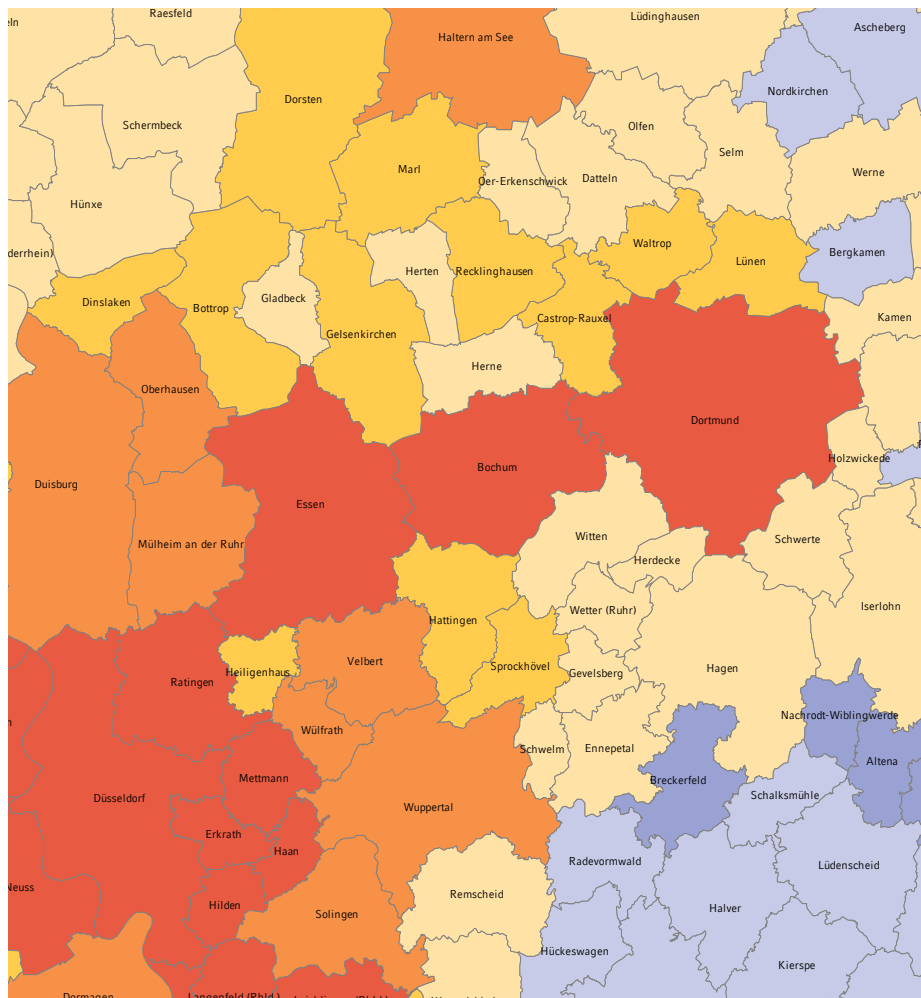 Raesfeld
Lüdinghausen
eln
Ascheberg
Haltern am See
Nordkirchen
Dorsten
Schermbeck
Olfen
Selm
Marl
Werne
Datteln
Oer-Erkenschwick
Hünxe
Waltrop
derrhein)
Bergkamen
Lünen
Herten
Recklinghausen
Gladbeck
Dinslaken
Bottrop
Castrop-Rauxel
Kamen
Gelsenkirchen
Herne
Oberhausen
Dortmund
Holzwickede
Bochum
Duisburg
Essen
Witten
Schwerte
Mülheim an der Ruhr
Herdecke
Iserlohn
Wetter (Ruhr)
Hattingen
Velbert
Sprockhövel
Hagen
Heiligenhaus
Gevelsberg
Ratingen
Nachrodt-Wiblingwerde
Wülfrath
Schwelm
Ennepetal
Altena
Mettmann
Breckerfeld
Schalksmühle
Düsseldorf
Wuppertal
Erkrath
Haan
Radevormwald
Lüdenscheid
Neuss
Remscheid
Hilden
Halver
Solingen
Hückeswagen
Kierspe
Dormagen
Langenfeld (Rhld.)